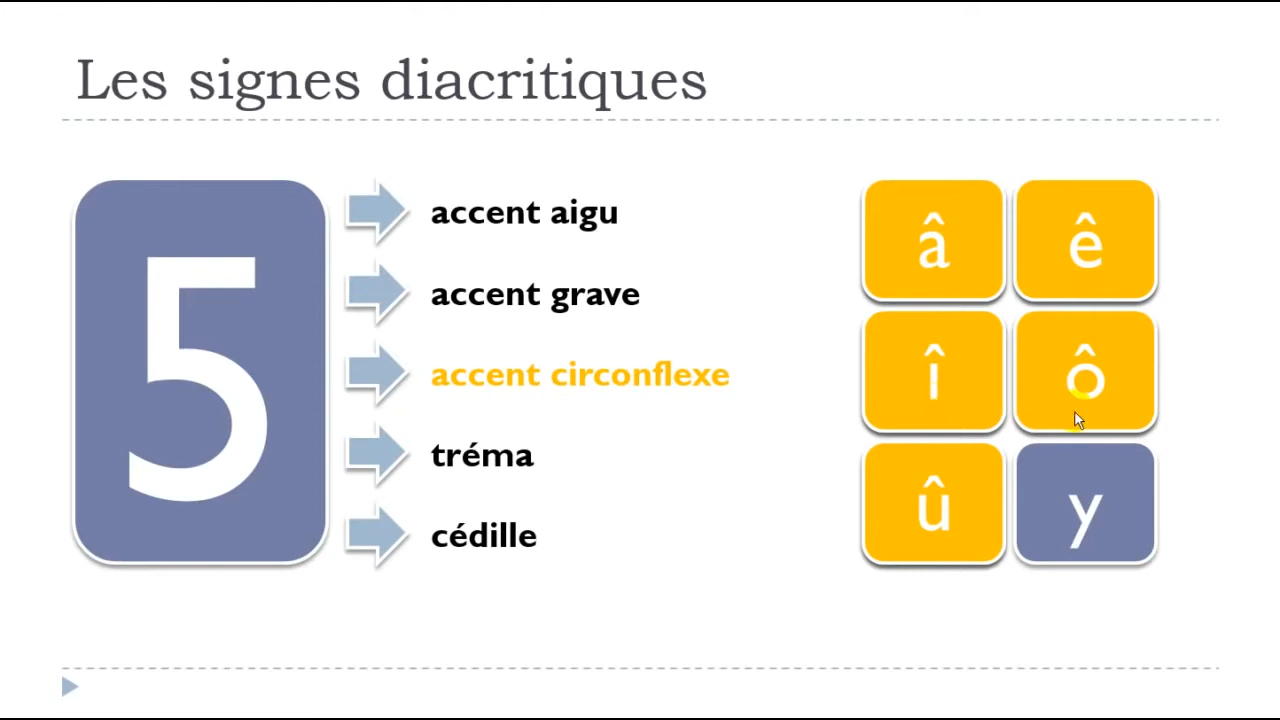 Les signes diacritiques
5
accent aigu
accent grave
accent circonflexe
tréma
cédille
â ê
î ô
û y